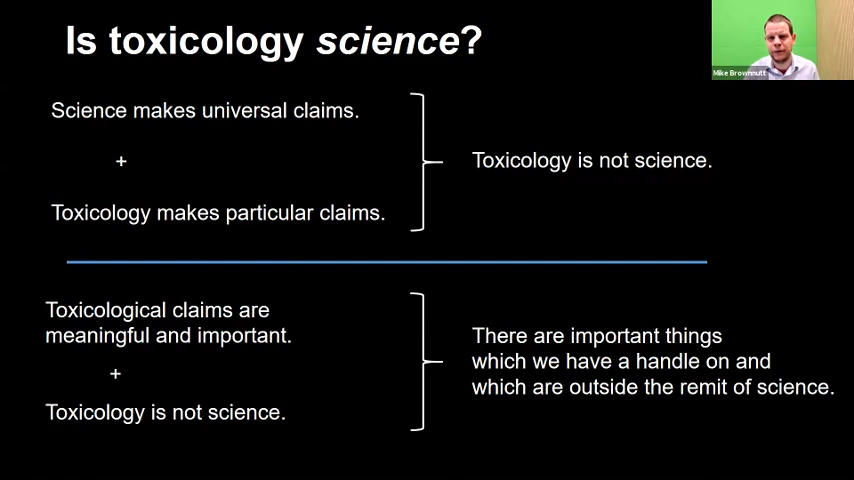 Is toxicology science?
Mike Brownnutt
Science makes universal claims.
+
Toxicology makes particular claims.
Toxicology is not science.
Toxicological claims are
meaningful and important.
+
Toxicology is not science.
There are important things
which we have a handle on and
which are outside the remit of science.